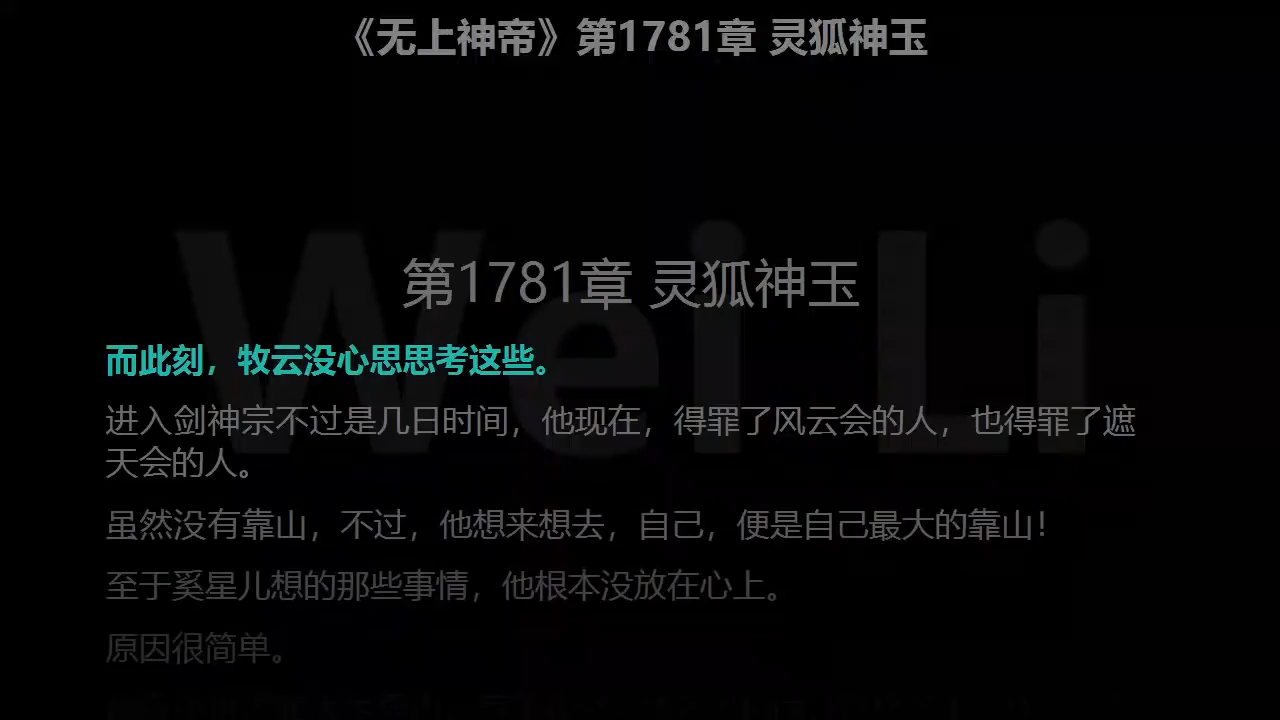 《无上神帝》第1781章 灵狐神玉
第1781章 灵狐神玉
Wei Li
而此刻，牧云没心思思考这些。
进入剑神宗不过是几日时间，他现在，得罪了风云会的人，也得罪了遮
天会的人。
虽然没有靠山，不过，他想来想去，自己，便是自己最大的靠山！
至于奚星儿想的那些事情，他根本没放在心上。
原因很简单。